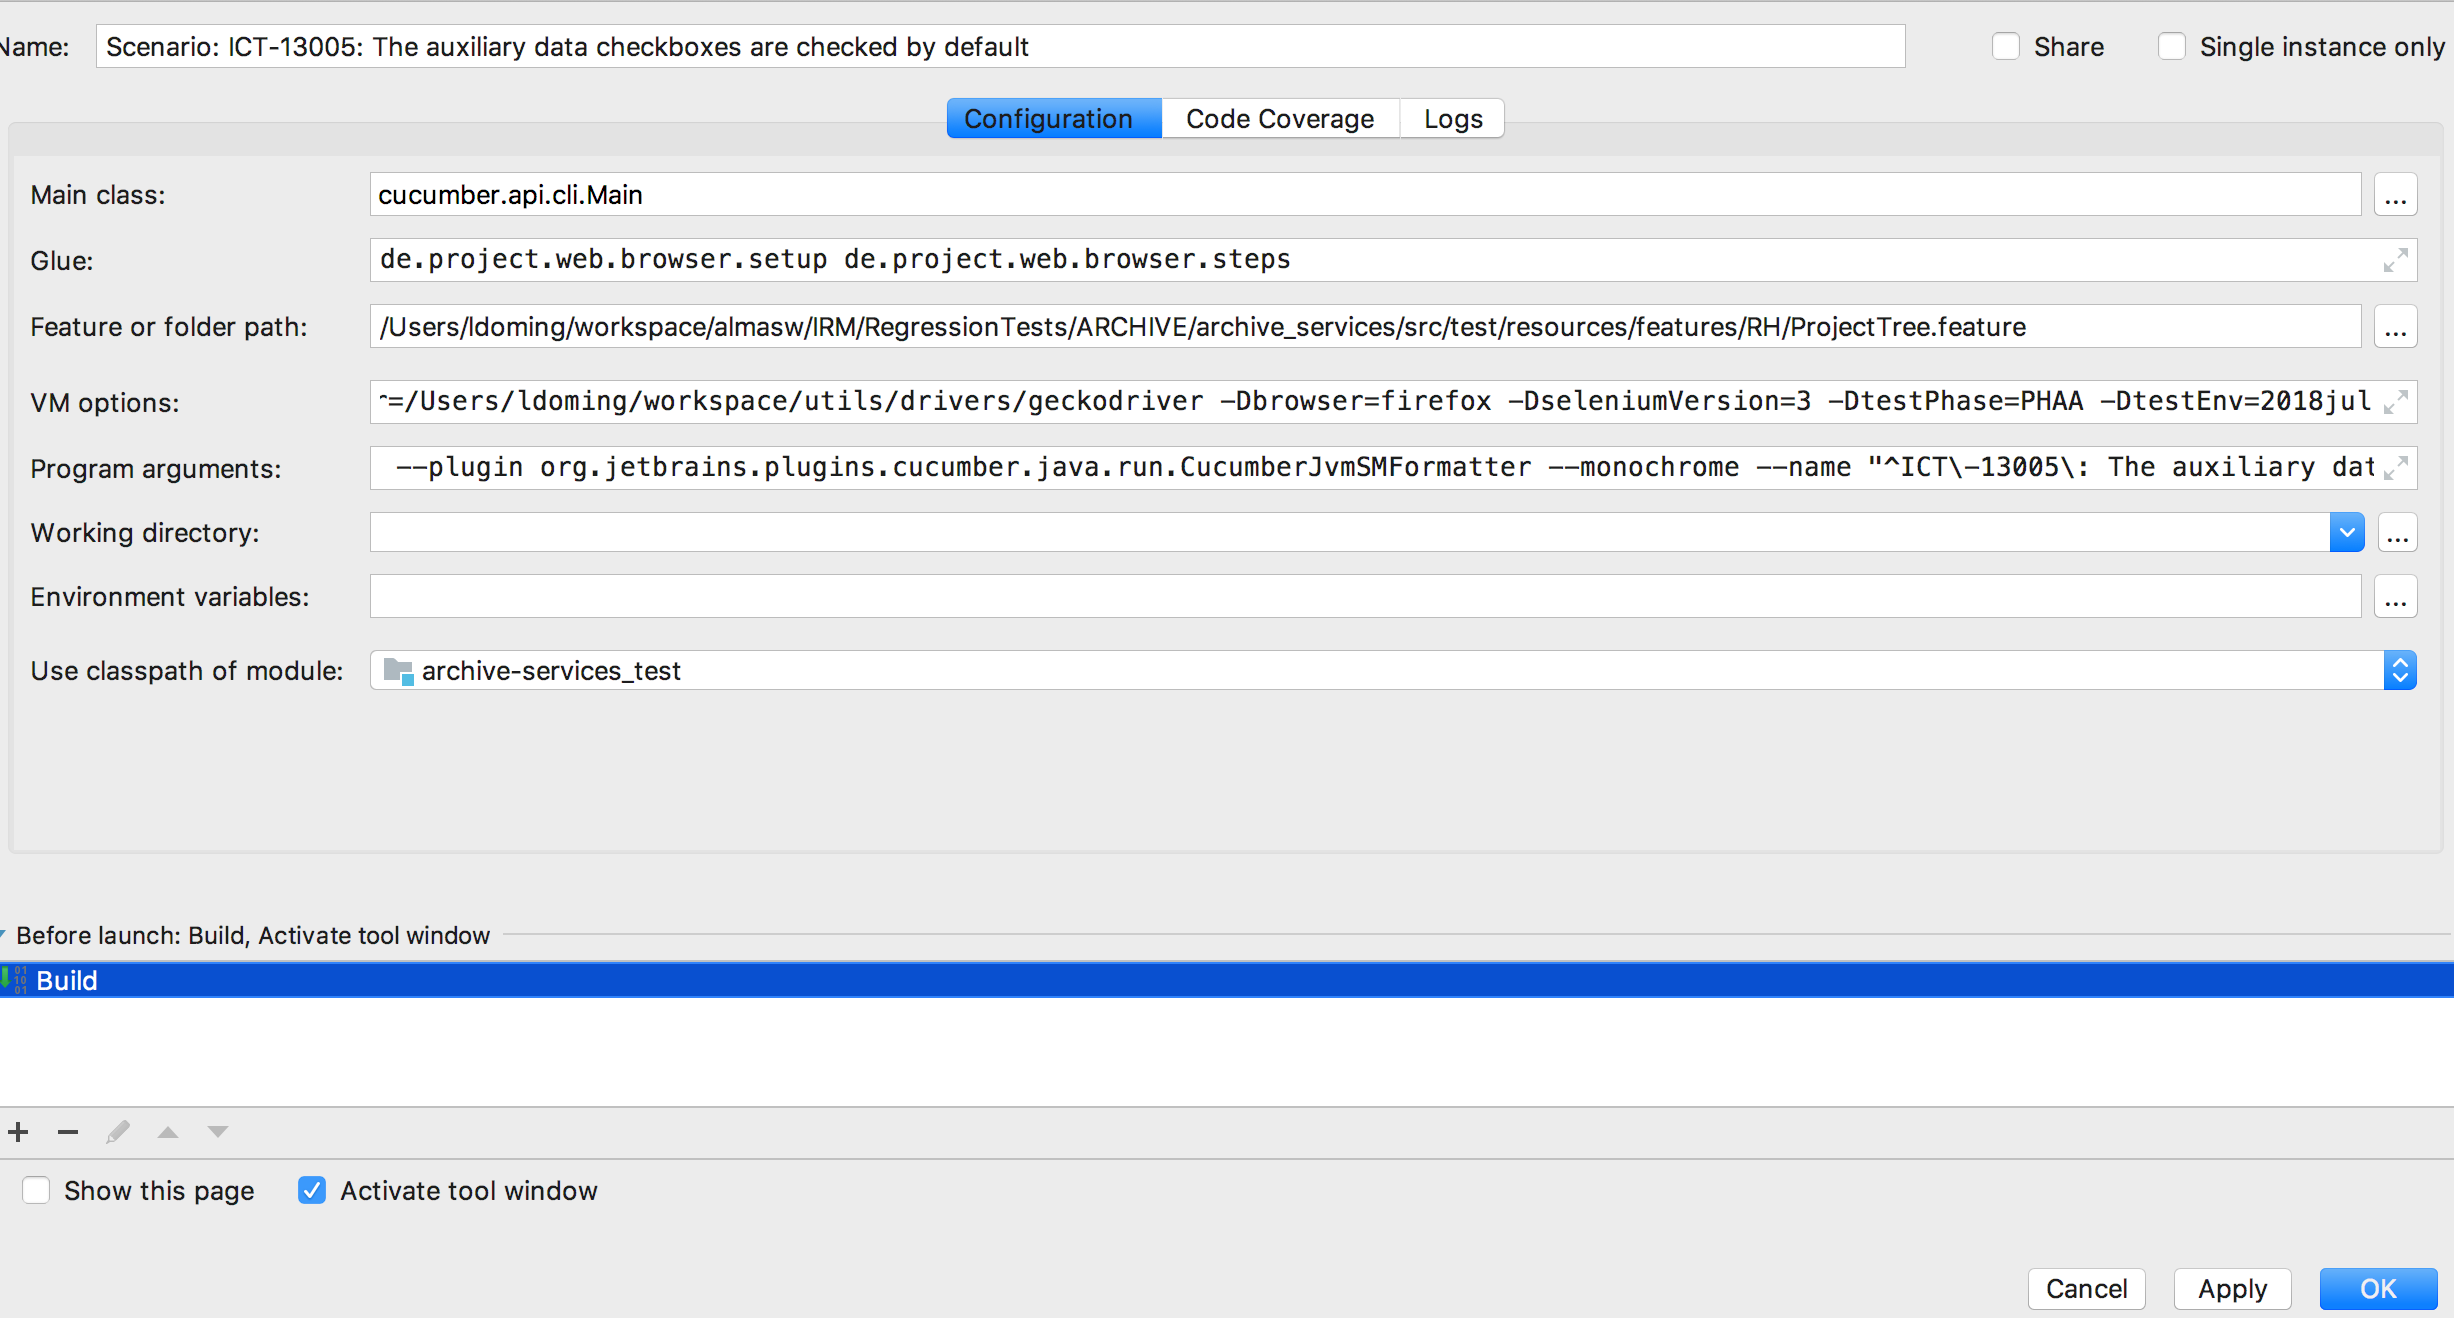 Name: Scenario: ICT-13005: The auxiliary data checkboxes are checked by default Share Single instance only
Configuration Code Coverage Logs
Main class: cucumber.api.cli.Main ...
Glue: de.project.web.browser.setup de.project.web.browser.steps
Feature or folder path: /Users/ldoming/workspace/almasw/IRM/RegressionTests/ARCHIVE/archive_services/src/test/resources/features/RH/ProjectTree.feature ...
VM options: r=/Users/ldoming/workspace/utils/drivers/geckodriver -Dbrowser=firefox -DseleniumVersion=3 -DtestPhase=PHAA -DtestEnv=2018jul
Program arguments: --plugin org.jetbrains.plugins.cucumber.java.run.CucumberJvmSMFormatter --monochrome --name "^ICT\-13005\: The auxiliary dat
Working directory: ...
Environment variables: ...
Use classpath of module: archive-services_test
Before launch: Build, Activate tool window
Build
Show this page Activate tool window
Cancel Apply OK